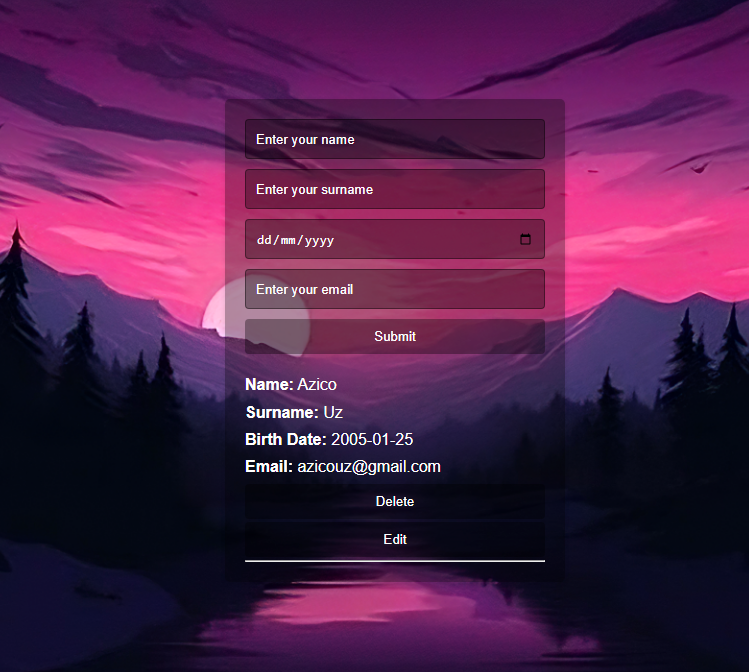 Enter your name
Enter your surname
dd/mm/yyyy
Enter your email
Submit
Name: Azico
Surname: Uz
Birth Date: 2005-01-25
Email: azicouz@gmail.com
Delete
Edit